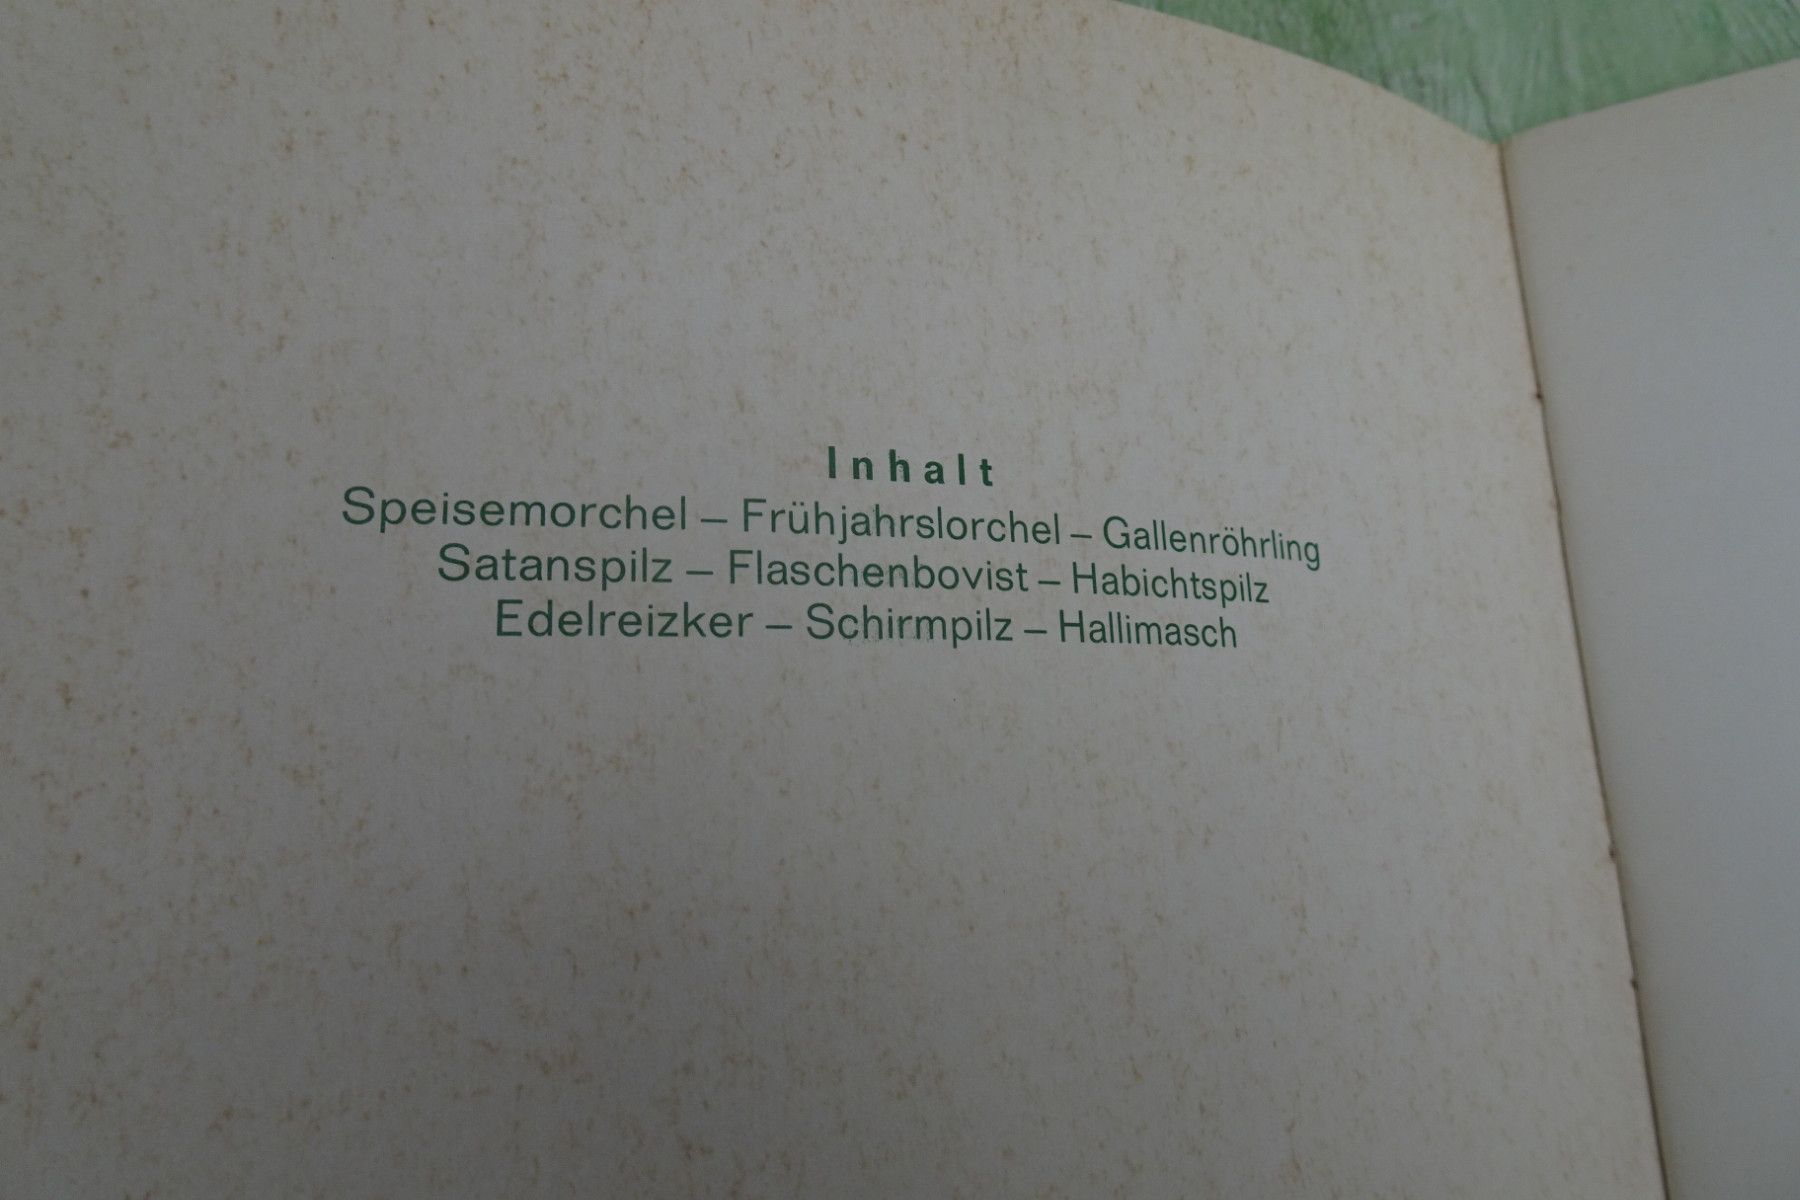 Inhalt
Speisemorchel – Frühjahrslorchel – Gallenröhrling
Satanspilz – Flaschenbovist – Habichtspilz
Edelreizker – Schirmpilz – Hallimasch